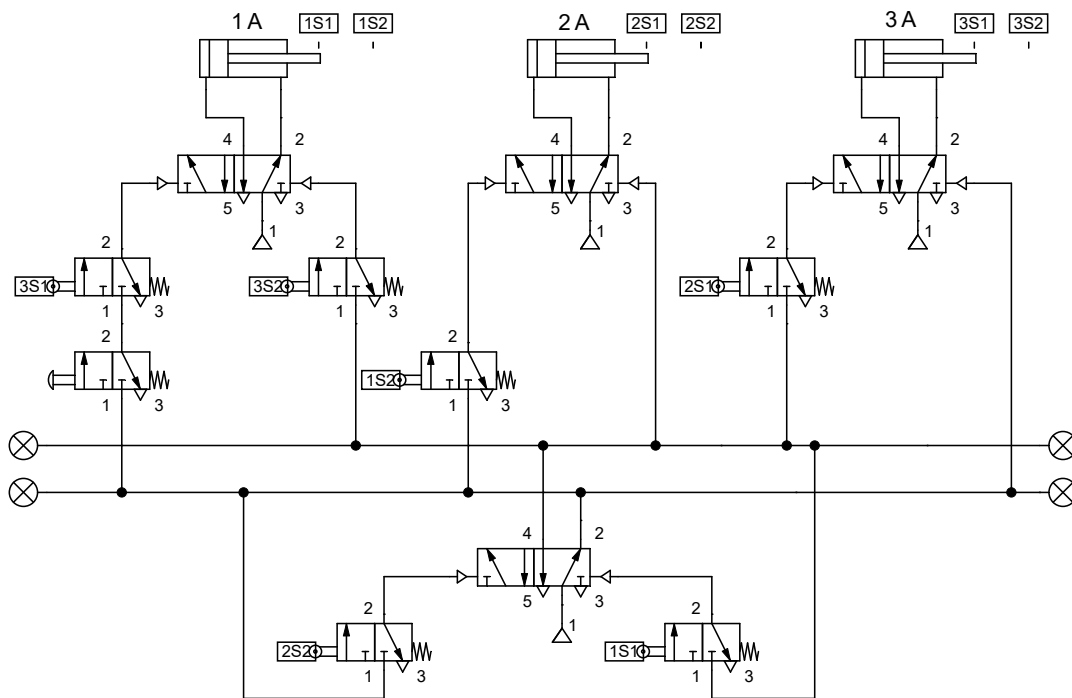 1 A 1S1 1S2 2 A 2S1 2S2 3 A 3S1 3S2
4 2 4 2 4 2
5 3 5 3 5 3
1 1 1
2 2 2
3S1 3S2 2S1
1 3 1 3 1 3
2 2
1S2
1 3 1 3
4 2
5 3
1
2 2
2S2 1S1
1 3 1 3